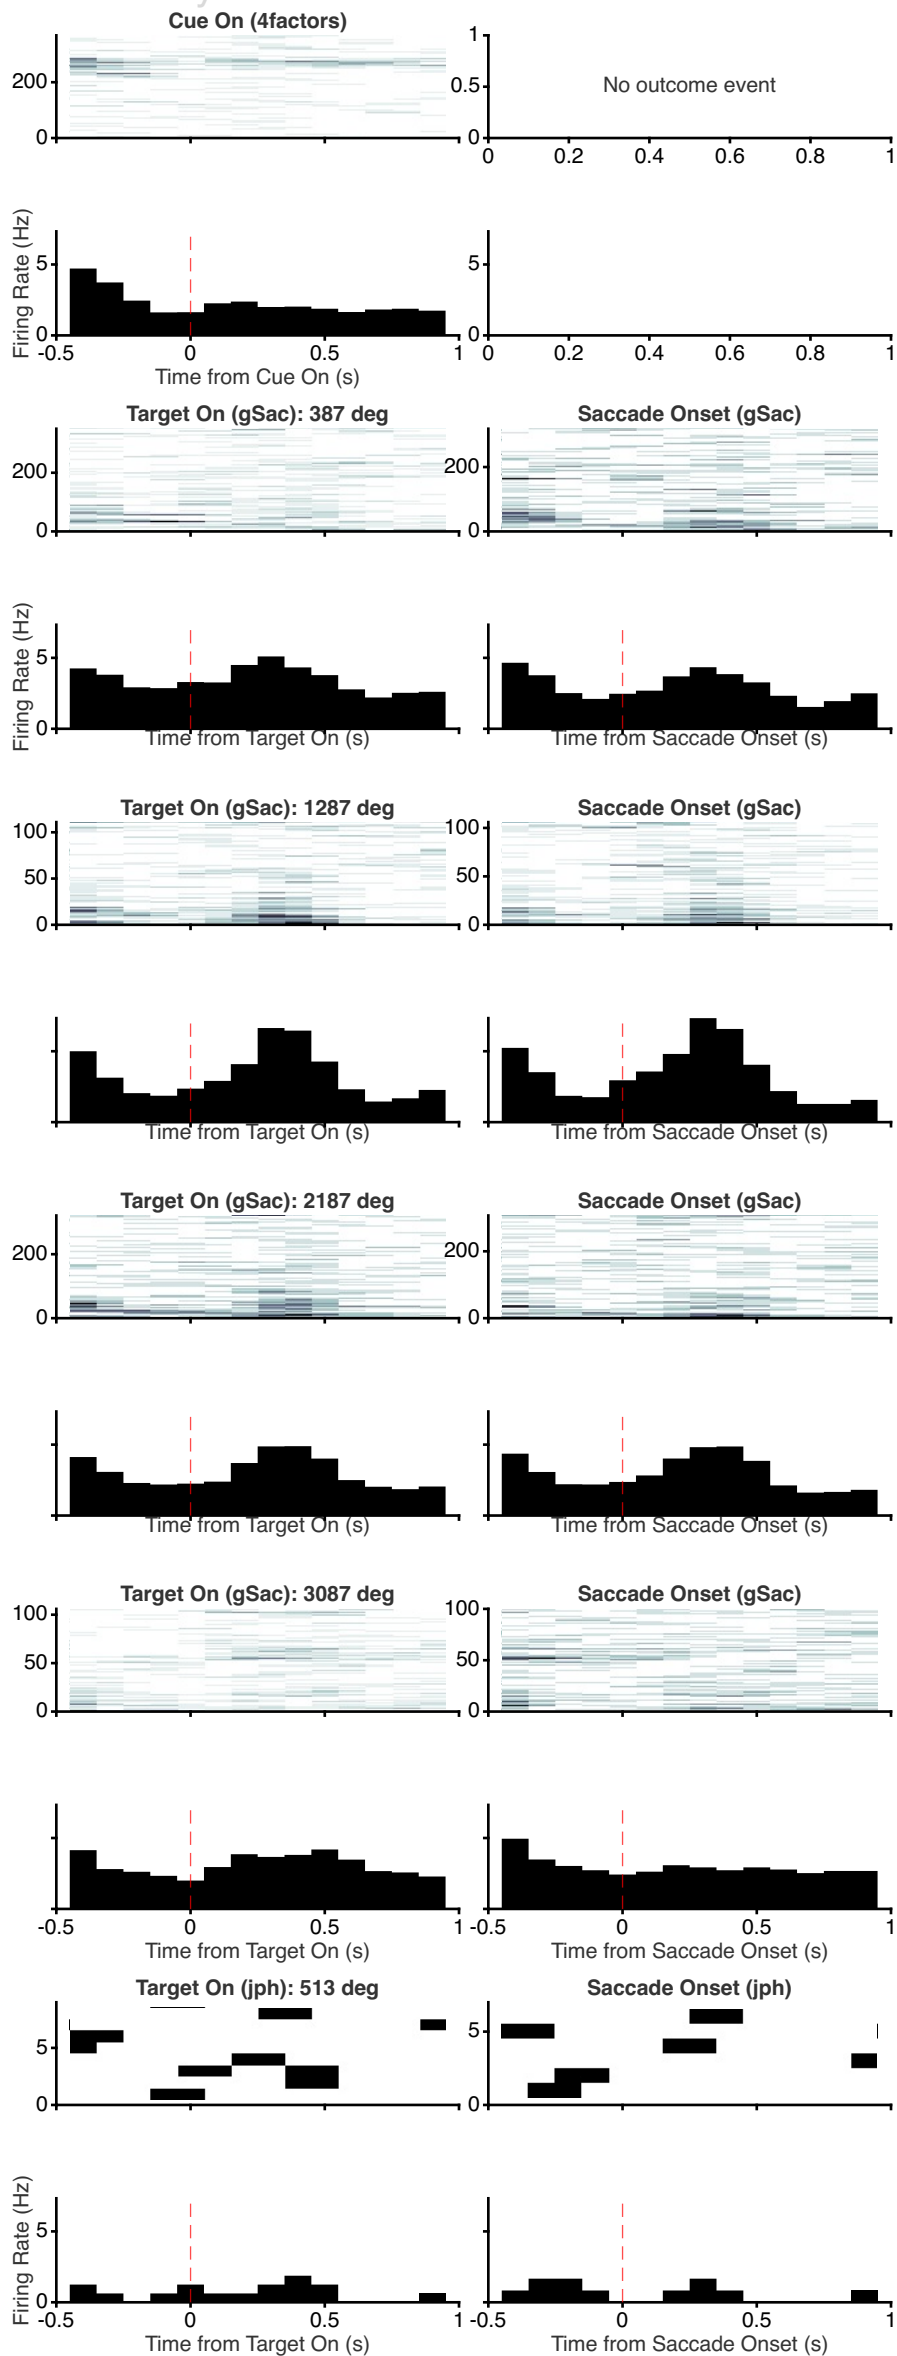 Cue On (4factors)
200
0
1
0.5
0
No outcome event
0 0.2 0.4 0.6 0.8 1
Firing Rate (Hz)
5
0
-0.5 0 0.5 1
Time from Cue On (s)
5
0
0 0.2 0.4 0.6 0.8 1
Target On (gSac): 387 deg
200
0
Saccade Onset (gSac)
200
0
Firing Rate (Hz)
5
0
Time from Target On (s)
Time from Saccade Onset (s)
Target On (gSac): 1287 deg
100
50
0
Saccade Onset (gSac)
100
50
0
Time from Target On (s)
Time from Saccade Onset (s)
Target On (gSac): 2187 deg
200
0
Saccade Onset (gSac)
200
0
Time from Target On (s)
Time from Saccade Onset (s)
Target On (gSac): 3087 deg
100
50
0
Saccade Onset (gSac)
100
50
0
-0.5 0 0.5 1
Time from Target On (s)
-0.5 0 0.5 1
Time from Saccade Onset (s)
Target On (jph): 513 deg
5
0
Saccade Onset (jph)
5
0
Firing Rate (Hz)
5
0
-0.5 0 0.5 1
Time from Target On (s)
-0.5 0 0.5 1
Time from Saccade Onset (s)